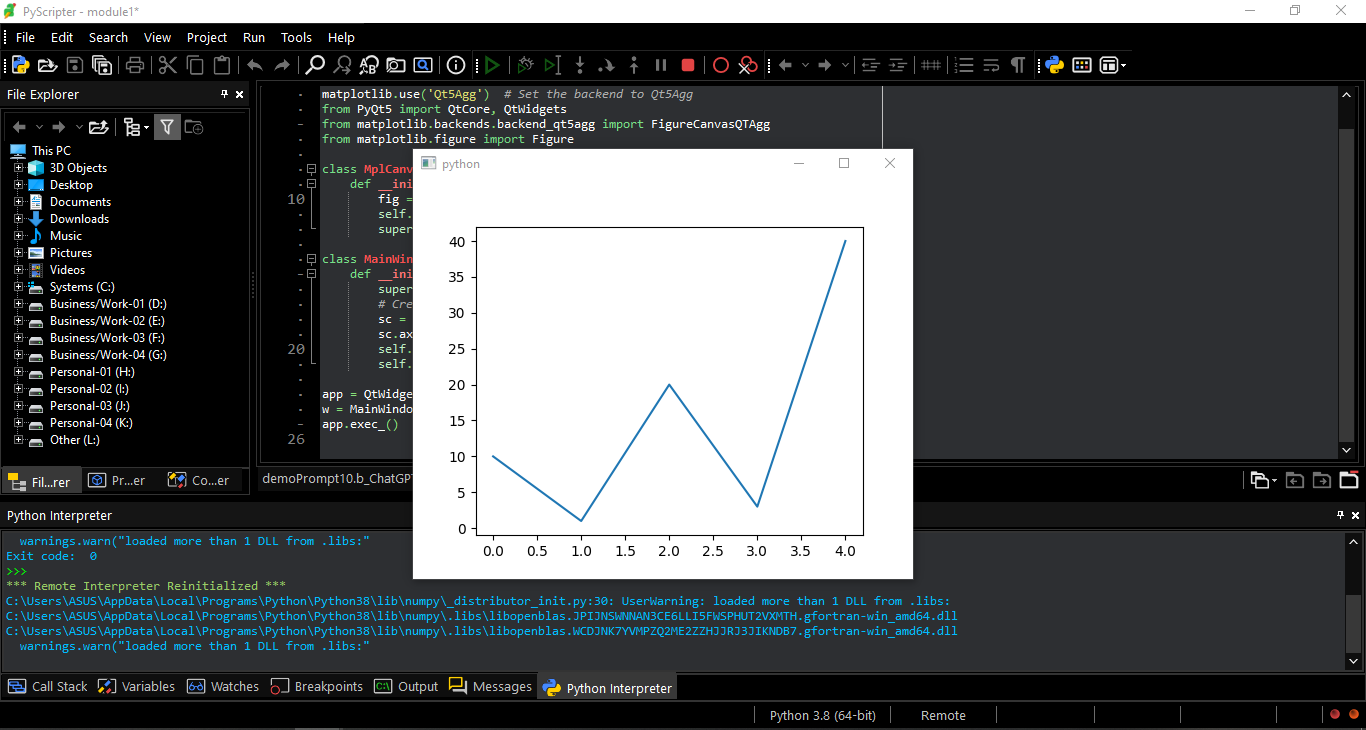 PyScripter - module1*
File Edit Search View Project Run Tools Help
File Explorer
This PC
3D Objects
Desktop
Documents
Downloads
Music
Pictures
Videos
Systems (C:)
Business/Work-01 (D:)
Business/Work-02 (E:)
Business/Work-03 (F:)
Business/Work-04 (G:)
Personal-01 (H:)
Personal-02 (I:)
Personal-03 (J:)
Personal-04 (K:)
Other (L:)
Fil...rer Pr...er Co...er
matplotlib.use('Qt5Agg')  # Set the backend to Qt5Agg
from PyQt5 import QtCore, QtWidgets
from matplotlib.backends.backend_qt5agg import FigureCanvasQTAgg
from matplotlib.figure import Figure
class MplCanv
def __ini
10 fig =
self.
super
class MainWin
def __ini
super
# Cre
sc =
sc.ax
20 self.
self.
app = QtWidge
w = MainWindo
app.exec_()
26
demoPrompt10.b_ChatGPT
python
40
35
30
25
20
15
10
5
0
0.0 0.5 1.0 1.5 2.0 2.5 3.0 3.5 4.0
Python Interpreter
warnings.warn("loaded more than 1 DLL from .libs:"
Exit code:  0
>>>
*** Remote Interpreter Reinitialized ***
C:\Users\ASUS\AppData\Local\Programs\Python\Python38\lib\numpy\_distributor_init.py:30: UserWarning: loaded more than 1 DLL from .libs:
C:\Users\ASUS\AppData\Local\Programs\Python\Python38\lib\numpy\.libs\libopenblas.JPIJNSWNNAN3CE6LLI5FWSPHUT2VXMTH.gfortran-win_amd64.dll
C:\Users\ASUS\AppData\Local\Programs\Python\Python38\lib\numpy\.libs\libopenblas.WCDJNK7YVMPZQ2ME2ZZHJJRJ3JIKNDB7.gfortran-win_amd64.dll
warnings.warn("loaded more than 1 DLL from .libs:"
Call Stack Variables Watches Breakpoints Output Messages Python Interpreter
Python 3.8 (64-bit) Remote